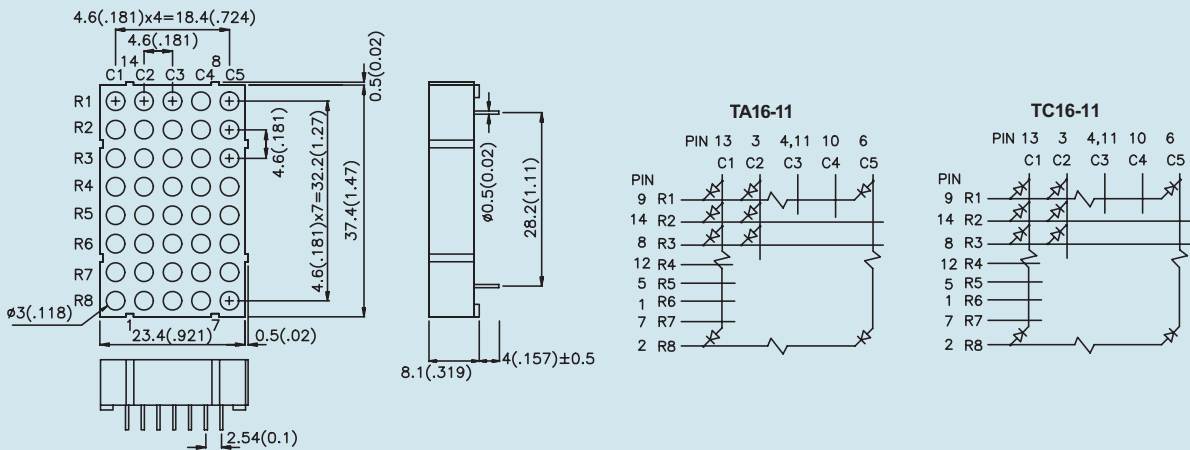 4.6(.181)x4=18.4(.724)
4.6(.181)
14 8
C1 C2 C3 C4 C5
0.5(0.02)
R1
R2
R3
R4
R5
R6
R7
R8
4.6(.181)
4.6(.181)x7=32.2(1.27)
37.4(1.47)
ø3(.118)
1 7
23.4(.921)
0.5(0.02)
2.54(0.1)
ø0.5(0.02)
28.2(1.11)
8.1(.319)
4(.157)±0.5
TA16-11
PIN 13 3 4,11 10 6
C1 C2 C3 C4 C5
PIN
9 R1
14 R2
8 R3
12 R4
5 R5
1 R6
7 R7
2 R8
TC16-11
PIN 13 3 4,11 10 6
C1 C2 C3 C4 C5
PIN
9 R1
14 R2
8 R3
12 R4
5 R5
1 R6
7 R7
2 R8